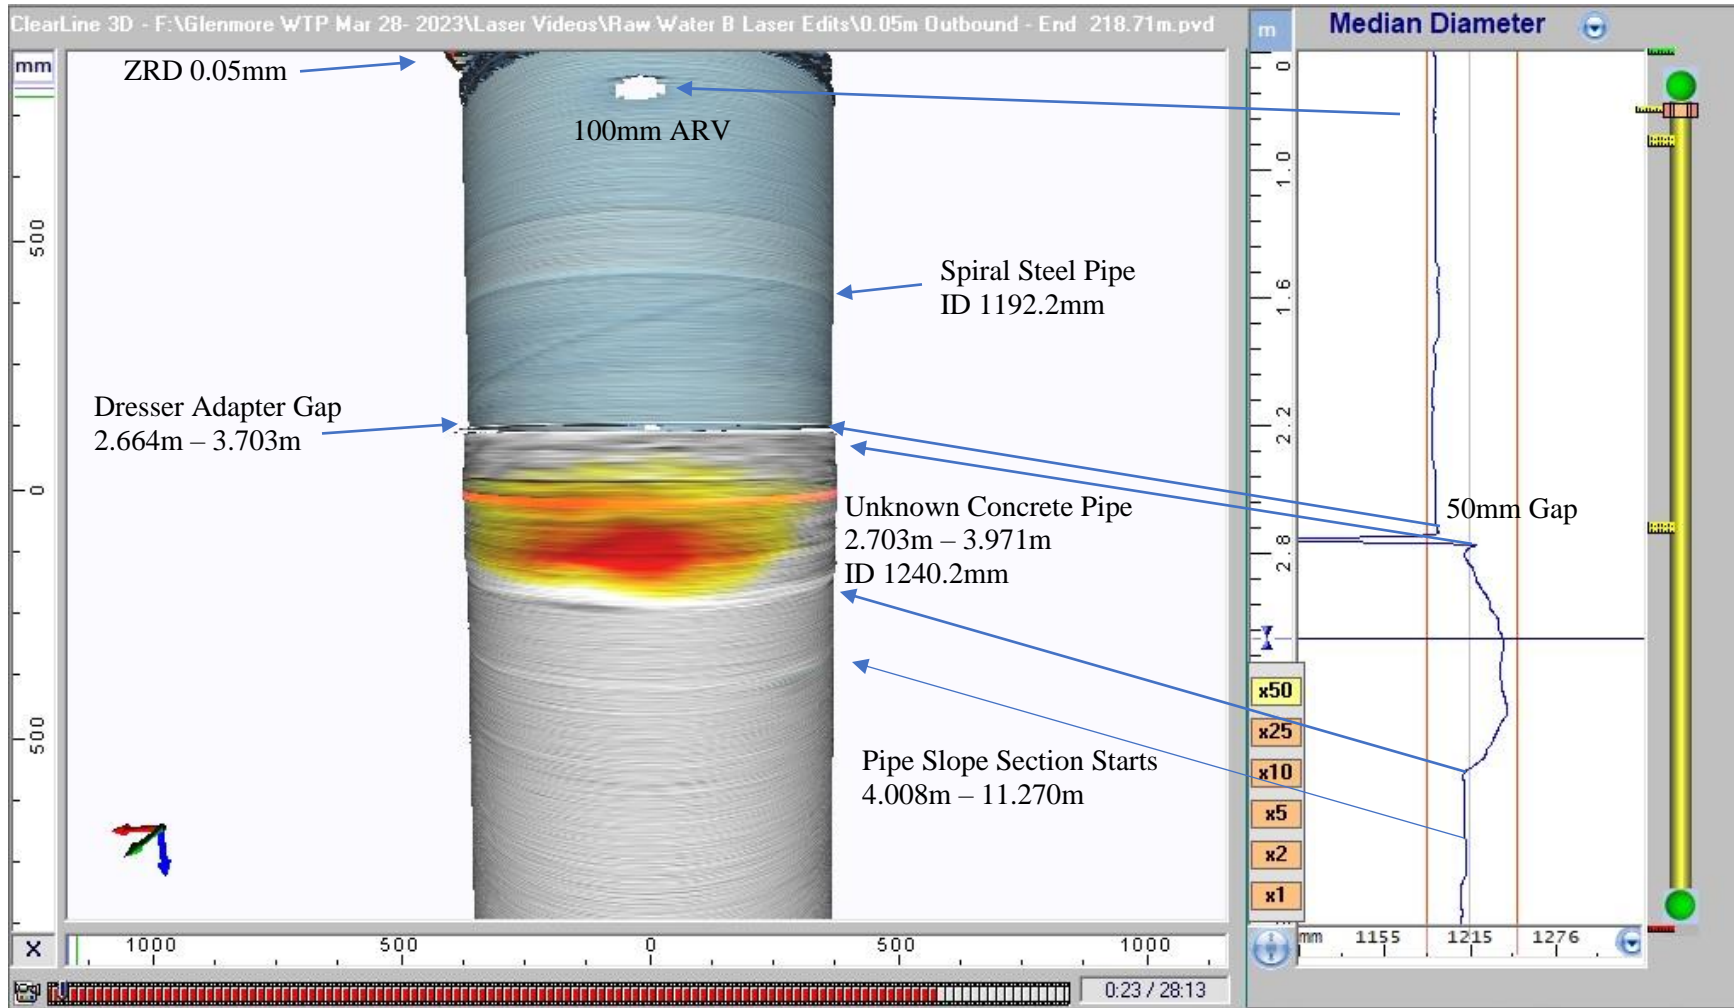 ClearLine 3D - F:\Glenmore WTP Mar 28- 2023\Laser Videos\Raw Water B Laser Edits\0.05m Outbound - End 218.71m.pvd
m
Median Diameter
mm
ZRD 0.05mm
100mm ARV
0
500
1.0
Spiral Steel Pipe
ID 1192.2mm
1.6
Dresser Adapter Gap
2.664m – 3.703m
2.2
0
Unknown Concrete Pipe
2.703m – 3.971m
ID 1240.2mm
50mm Gap
2.8
500
Pipe Slope Section Starts
4.008m – 11.270m
x50
x25
x10
x5
x2
x1
X
1000
500
0
500
1000
mm
1155
1215
1276
0:23 / 28:13